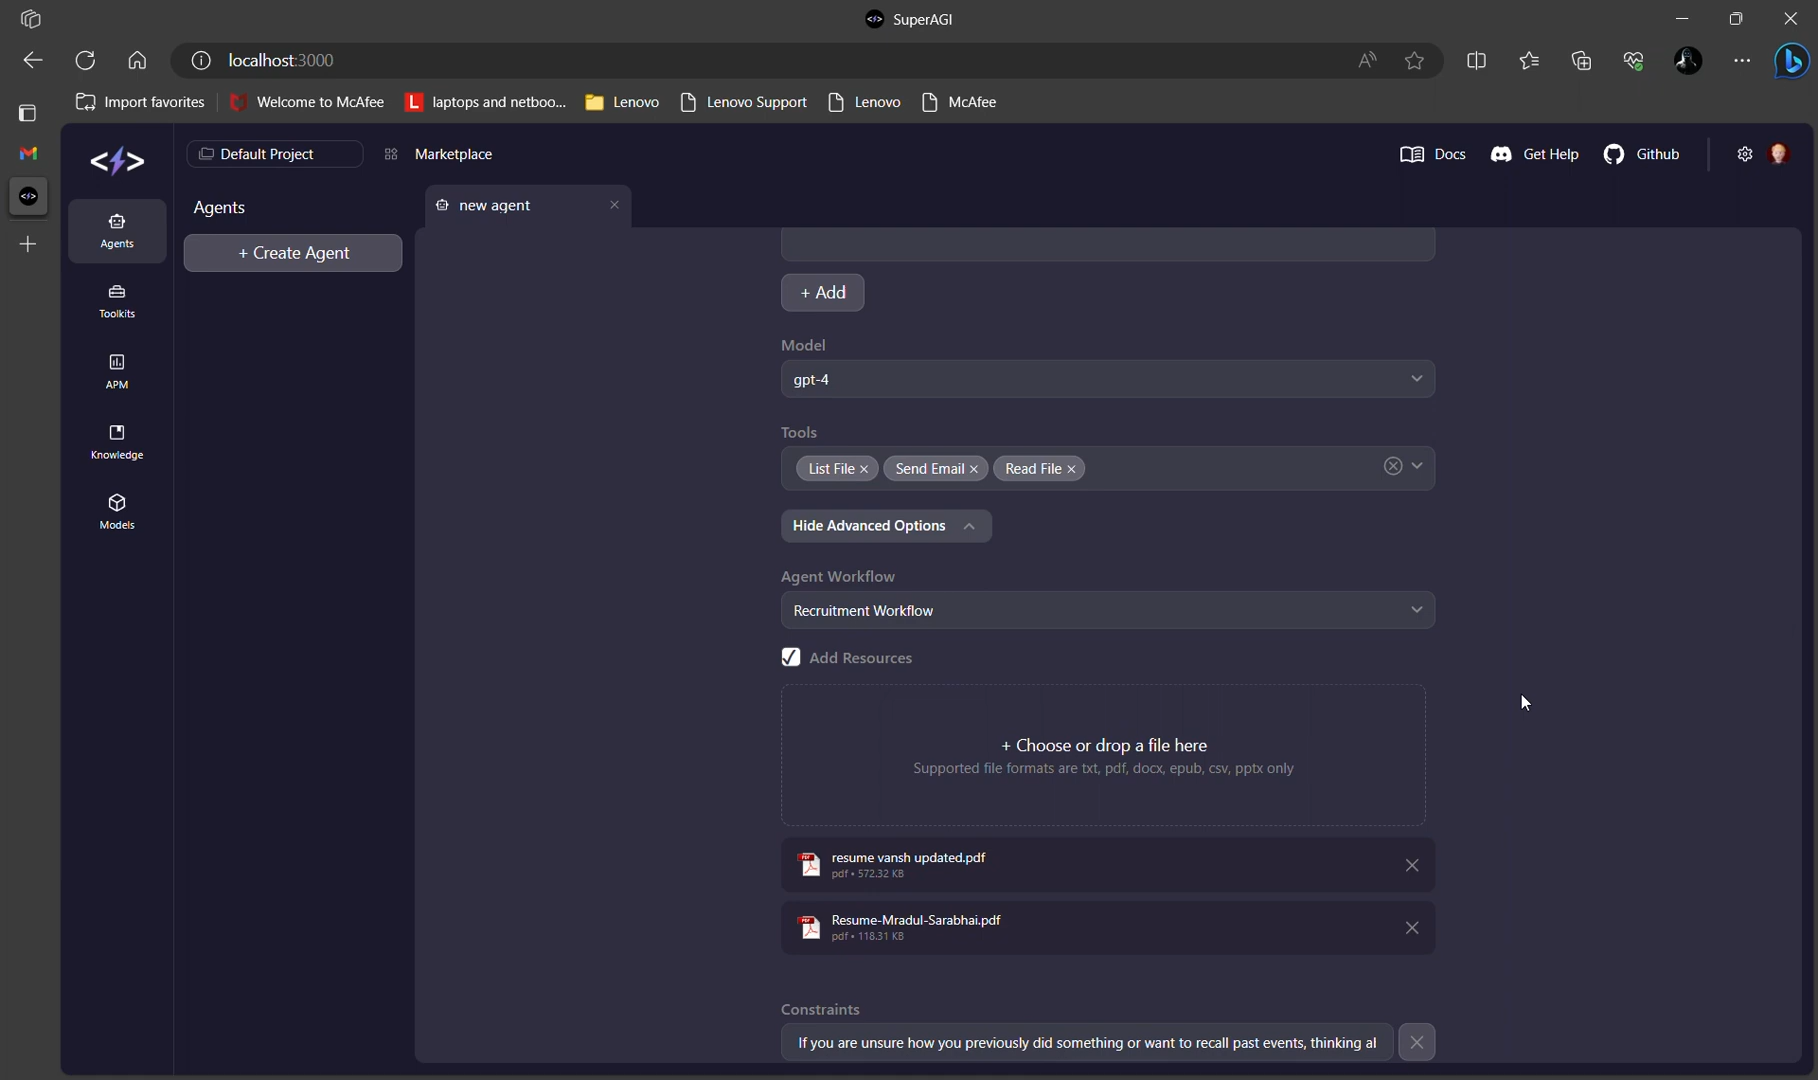 SuperAGI
localhost:3000
Import favorites
Welcome to McAfee
laptops and netboo...
Lenovo
Lenovo Support
Lenovo
McAfee
Default Project
Marketplace
Docs
Get Help
Github
Agents
Toolkits
APM
Knowledge
Models
Agents
+ Create Agent
new agent
+ Add
Model
gpt-4
Tools
List File
Send Email
Read File
Hide Advanced Options
Agent Workflow
Recruitment Workflow
Add Resources
+ Choose or drop a file here
Supported file formats are txt, pdf, docx, epub, csv, pptx only
resume vansh updated.pdf
pdf • 572.32 KB
Resume-Mradul-Sarabhai.pdf
pdf • 118.31 KB
Constraints
If you are unsure how you previously did something or want to recall past events, thinking al